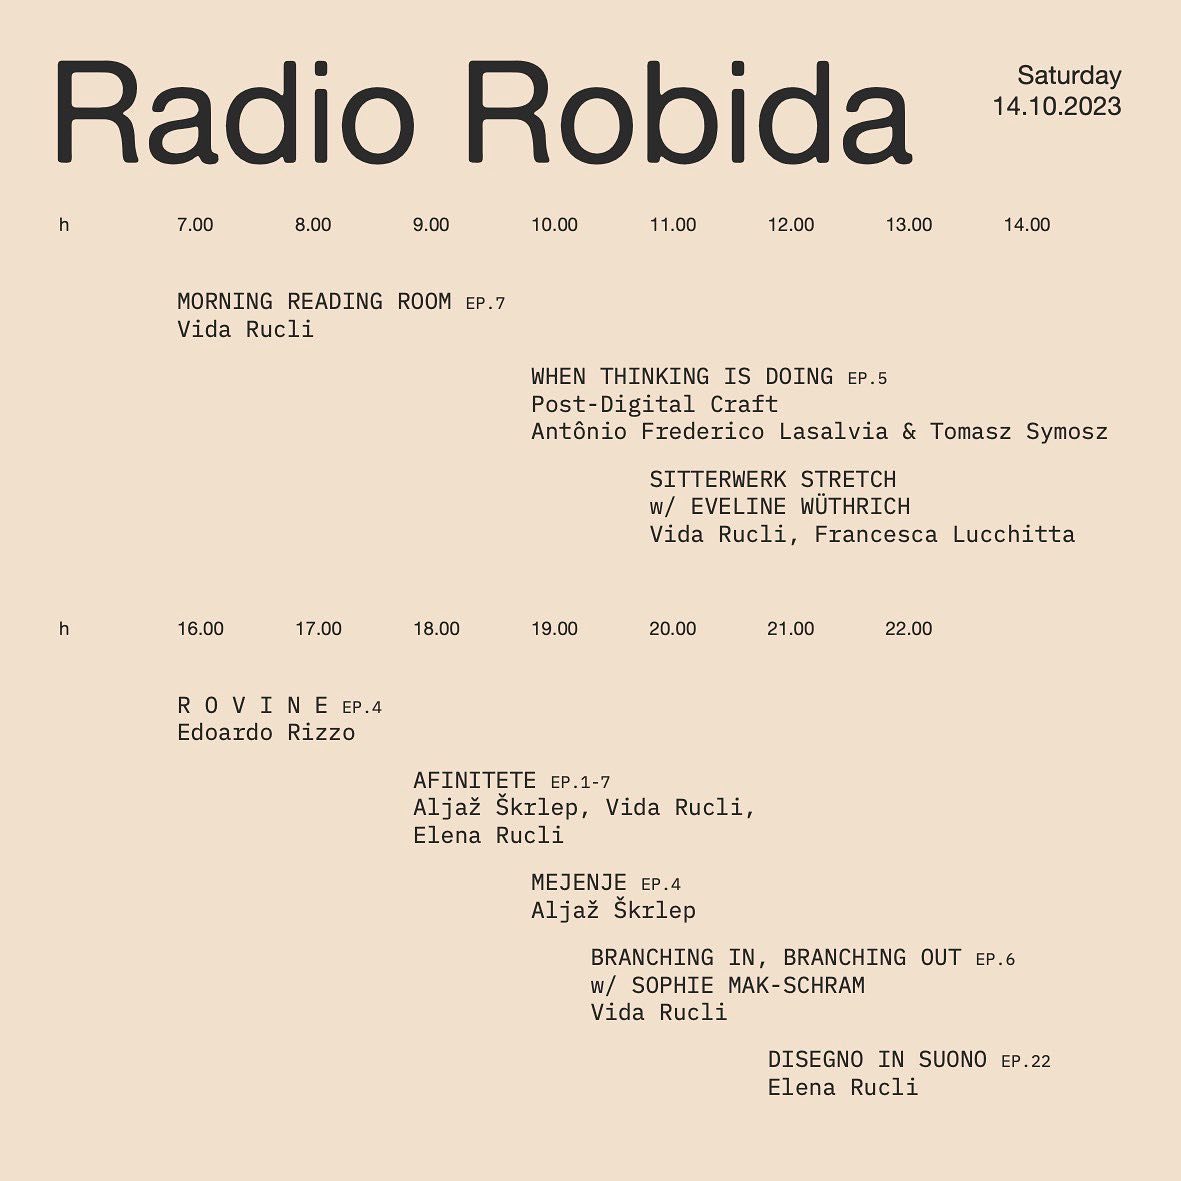 Radio Robida
Saturday
14.10.2023
h 7.00 8.00 9.00 10.00 11.00 12.00 13.00 14.00
MORNING READING ROOM EP.7
Vida Rucli
WHEN THINKING IS DOING EP.5
Post-Digital Craft
Antônio Frederico Lasalvia & Tomasz Symosz
SITTERWERK STRETCH
w/ EVELINE WÜTHRICH
Vida Rucli, Francesca Lucchitta
h 16.00 17.00 18.00 19.00 20.00 21.00 22.00
R O V I N E EP.4
Edoardo Rizzo
AFINITETE EP.1-7
Aljaž Škrlep, Vida Rucli,
Elena Rucli
MEJENJE EP.4
Aljaž Škrlep
BRANCHING IN, BRANCHING OUT EP.6
w/ SOPHIE MAK-SCHRAM
Vida Rucli
DISEGNO IN SUONO EP.22
Elena Rucli